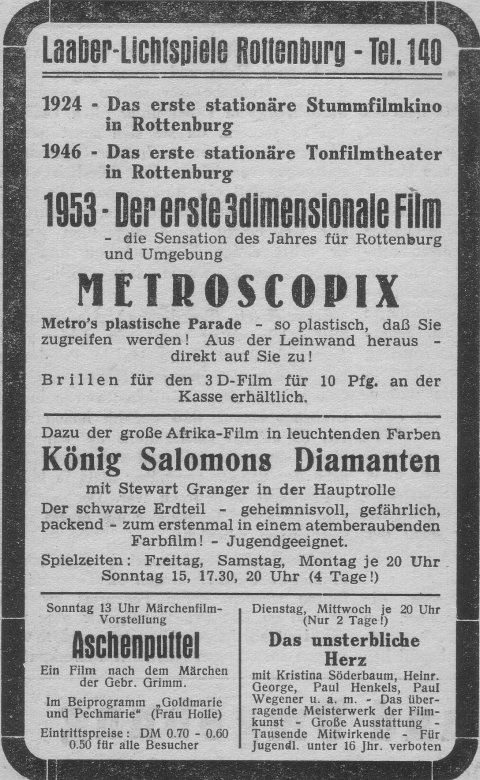 Laaber-Lichtspiele Rottenburg - Tel. 140
1924 - Das erste stationäre Stummfilmkino
in Rottenburg
1946 - Das erste stationäre Tonfilmtheater
in Rottenburg
1953 - Der erste 3dimensionale Film
- die Sensation des Jahres für Rottenburg
und Umgebung
METROSCOPIX
Metro's plastische Parade - so plastisch, daß Sie
zugreifen werden! Aus der Leinwand heraus -
direkt auf Sie zu!
Brillen für den 3D-Film für 10 Pfg. an der
Kasse erhältlich.
Dazu der große Afrika-Film in leuchtenden Farben
König Salomons Diamanten
mit Stewart Granger in der Hauptrolle
Der schwarze Erdteil - geheimnisvoll, gefährlich,
packend - zum erstenmal in einem atemberaubenden
Farbfilm! - Jugendgeeignet.
Spielzeiten: Freitag, Samstag, Montag je 20 Uhr
Sonntag 15, 17.30, 20 Uhr (4 Tage!)
Sonntag 13 Uhr Märchenfilm-
Vorstellung
Aschenputtel
Ein Film nach dem Märchen
der Gebr. Grimm.
Im Beiprogramm „Goldmarie
und Pechmarie" (Frau Holle)
Eintrittspreise: DM 0.70 - 0.60
0.50 für alle Besucher
Dienstag, Mittwoch je 20 Uhr
(Nur 2 Tage!)
Das unsterbliche
Herz
mit Kristina Söderbaum, Heinr.
George, Paul Henkels, Paul
Wegener u. a. m. - Das über-
ragende Meisterwerk der Film-
kunst - Große Ausstattung -
Tausende Mitwirkende - Für
Jugendl. unter 16 Jhr. verboten